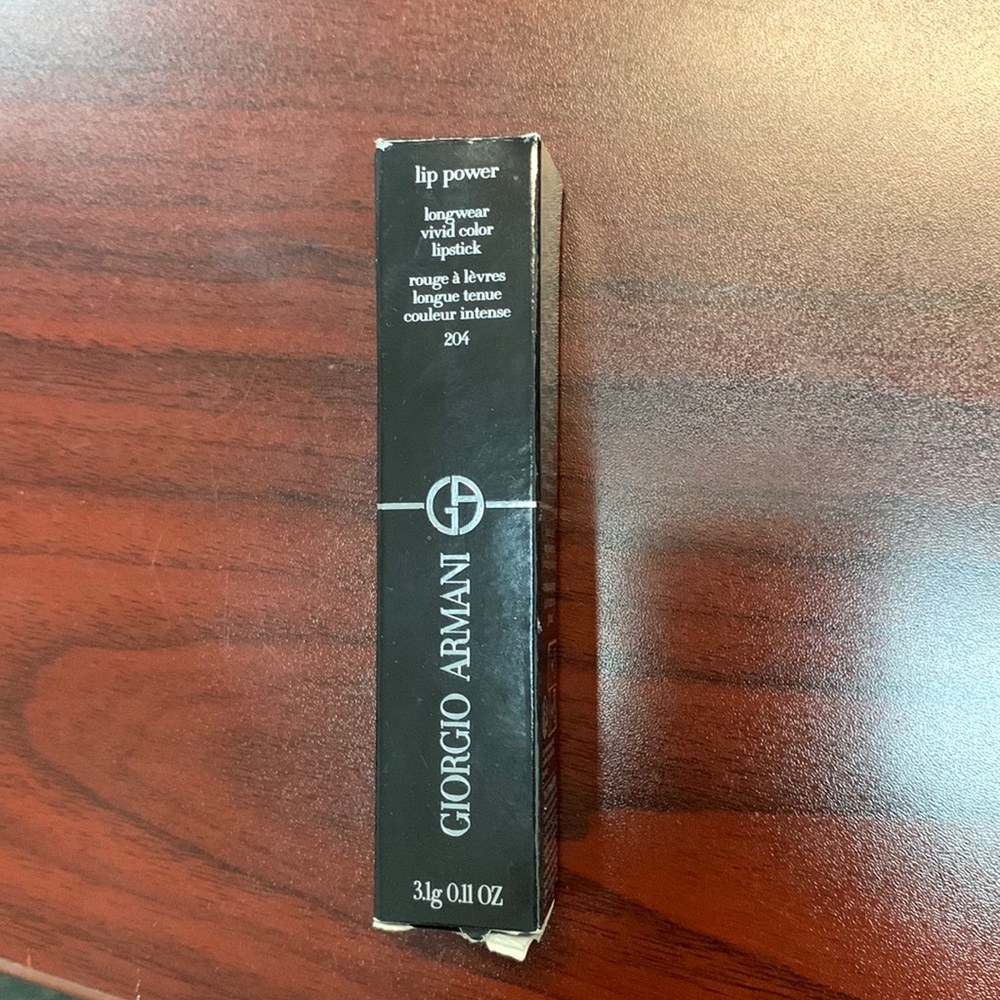 lip power
longwear
vivid color
lipstick
rouge à lèvres
longue tenue
couleur intense
204
GA
GIORGIO ARMANI
3.1g 0.11 OZ